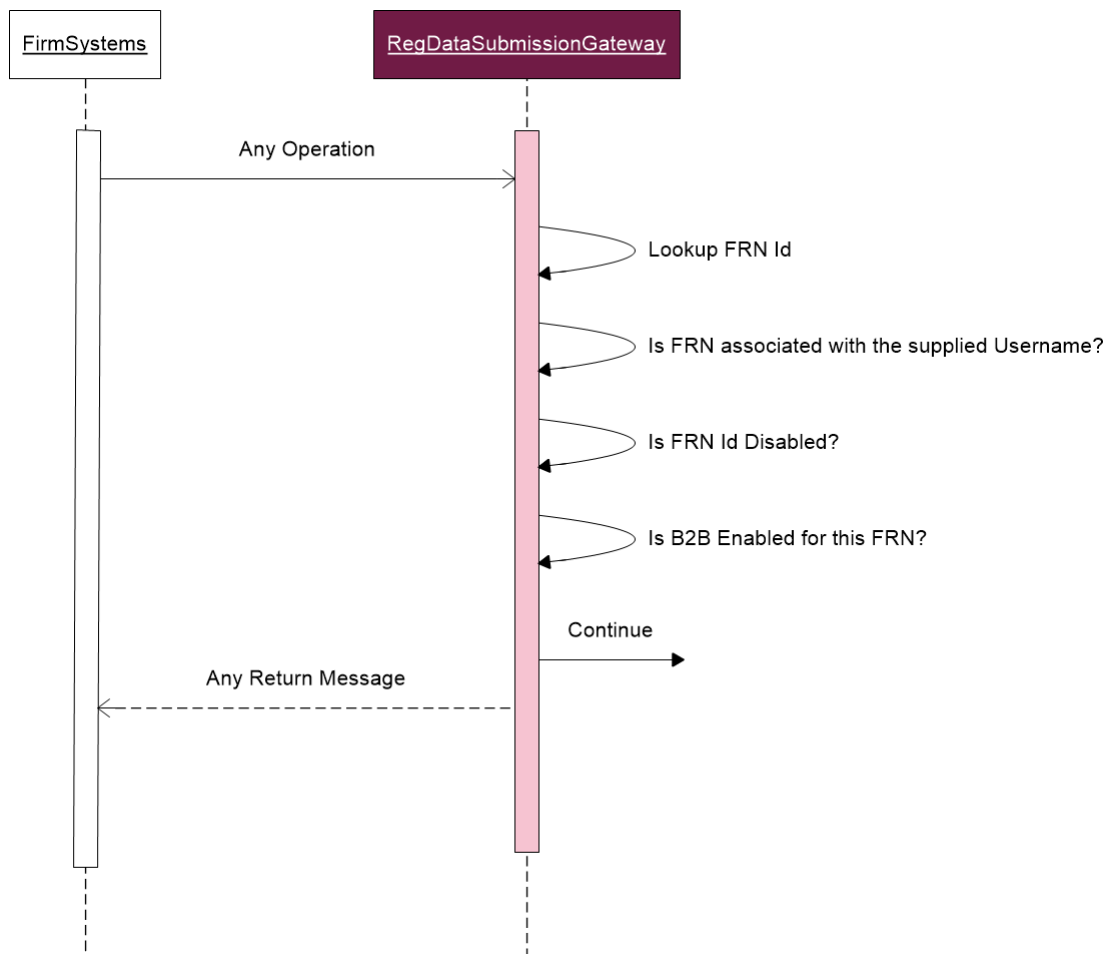 FirmSystems
RegDataSubmissionGateway
Any Operation
Lookup FRN Id
Is FRN associated with the supplied Username?
Is FRN Id Disabled?
Is B2B Enabled for this FRN?
Continue
Any Return Message